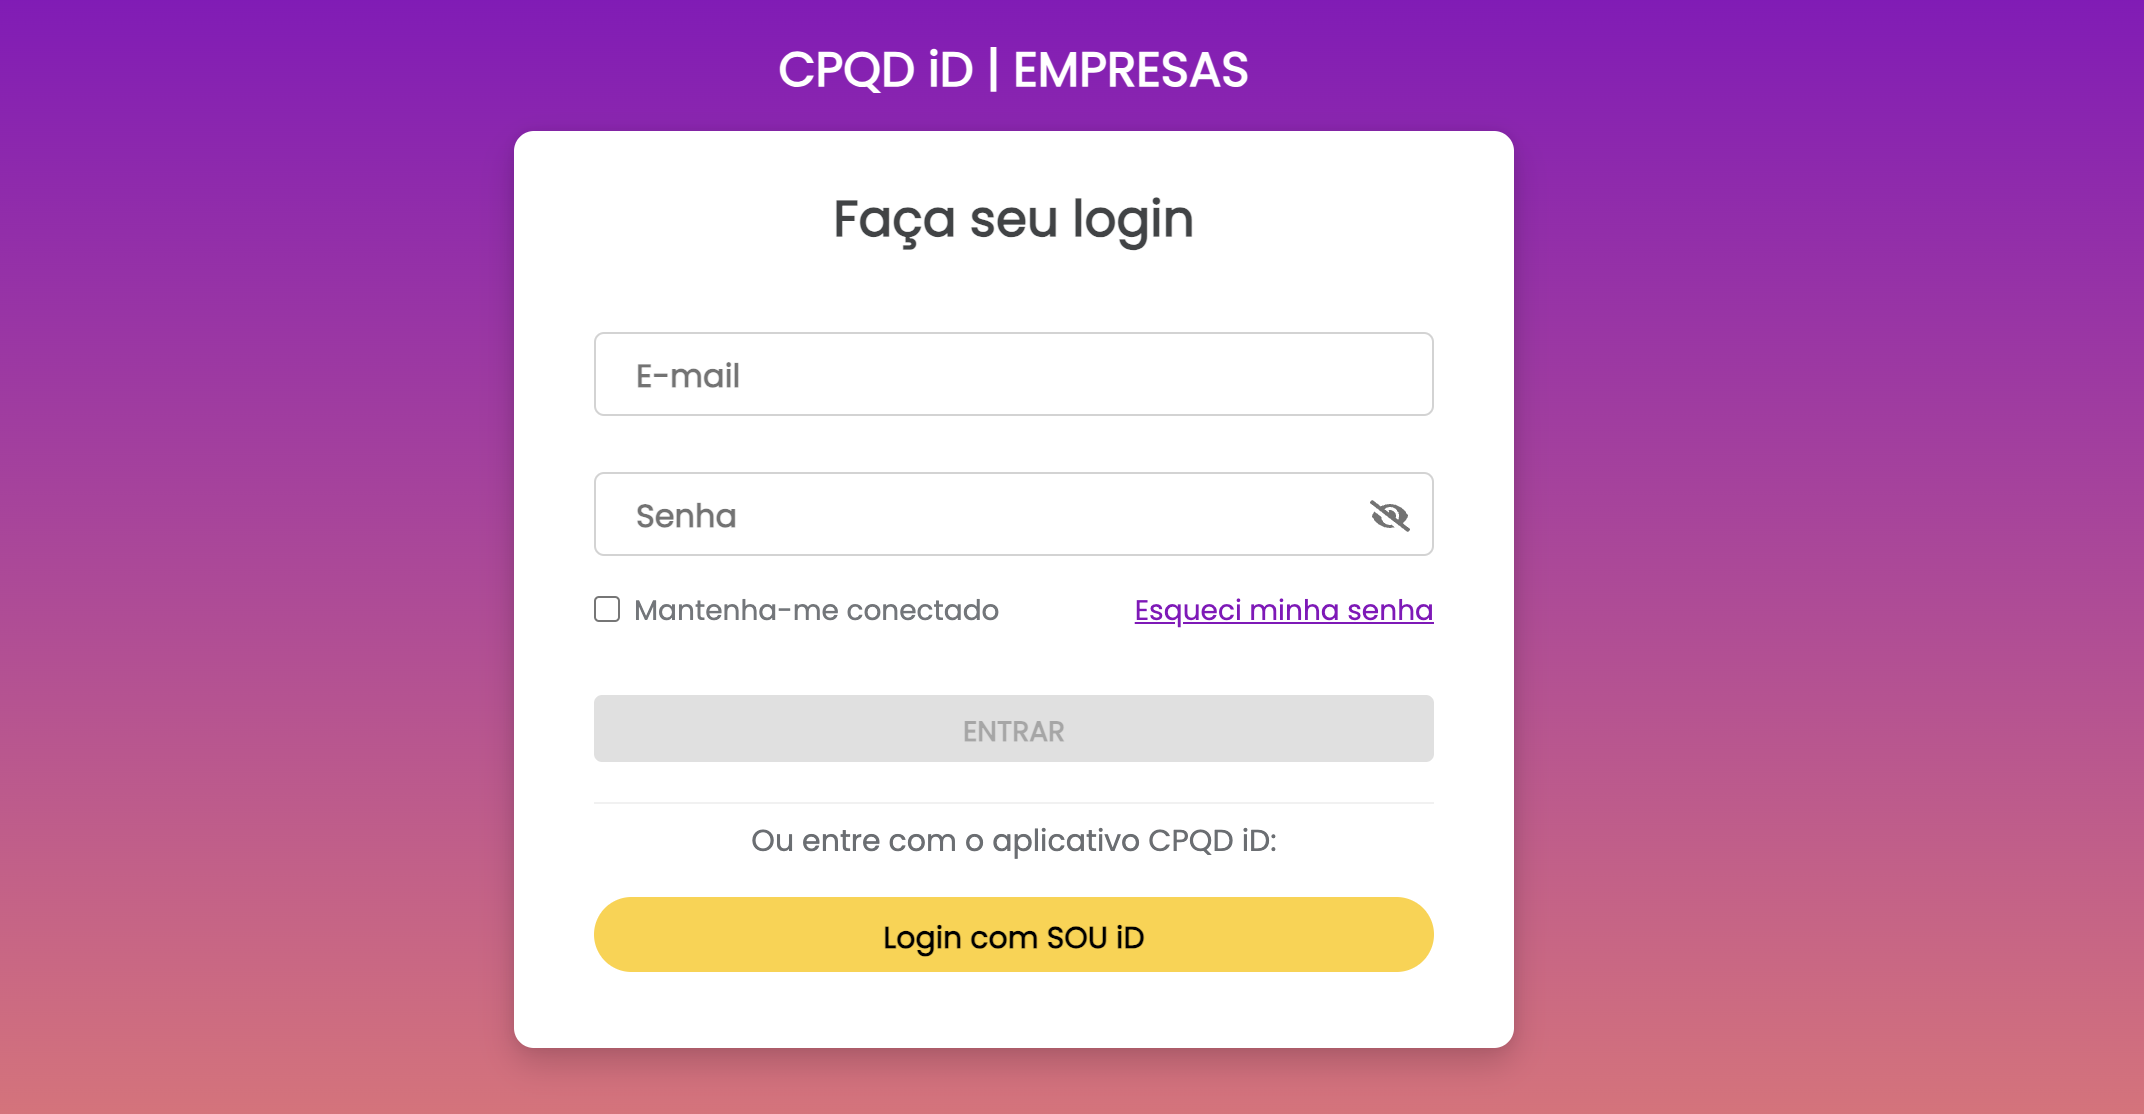 CPQD iD | EMPRESAS
Faça seu login
E-mail
Senha
Mantenha-me conectado
Esqueci minha senha
ENTRAR
Ou entre com o aplicativo CPQD iD:
Login com SOU iD